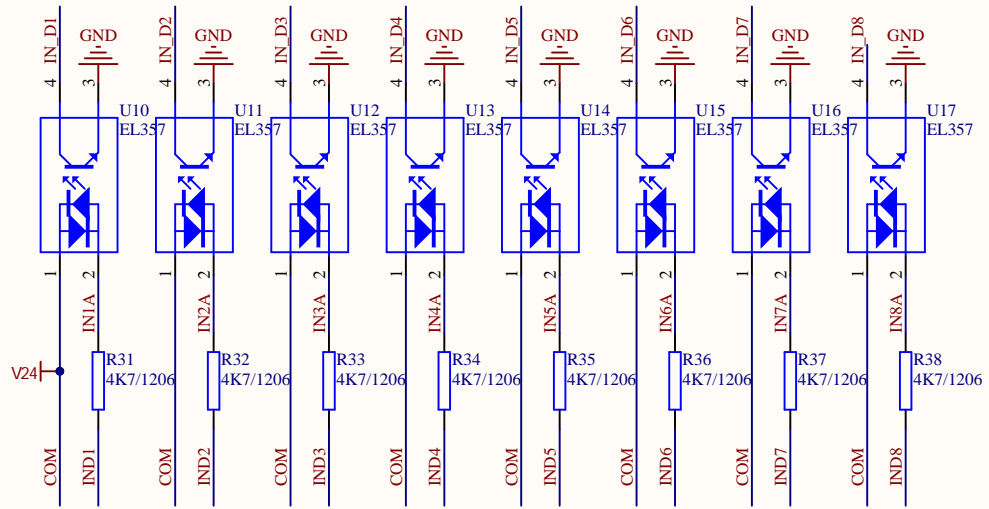 IN_D1
IN_D2
IN_D3
IN_D4
IN_D5
IN_D6
IN_D7
IN_D8
GND
GND
GND
GND
GND
GND
GND
GND
4
3
4
3
4
3
4
3
4
3
4
3
4
3
4
3
U10
EL357
U11
EL357
U12
EL357
U13
EL357
U14
EL357
U15
EL357
U16
EL357
U17
EL357
1
2
1
2
1
2
1
2
1
2
1
2
1
2
1
2
IN1A
IN2A
IN3A
IN4A
IN5A
IN6A
IN7A
IN8A
V24
R31
4K7/1206
R32
4K7/1206
R33
4K7/1206
R34
4K7/1206
R35
4K7/1206
R36
4K7/1206
R37
4K7/1206
R38
4K7/1206
COM
IND1
COM
IND2
COM
IND3
COM
IND4
COM
IND5
COM
IND6
COM
IND7
COM
IND8